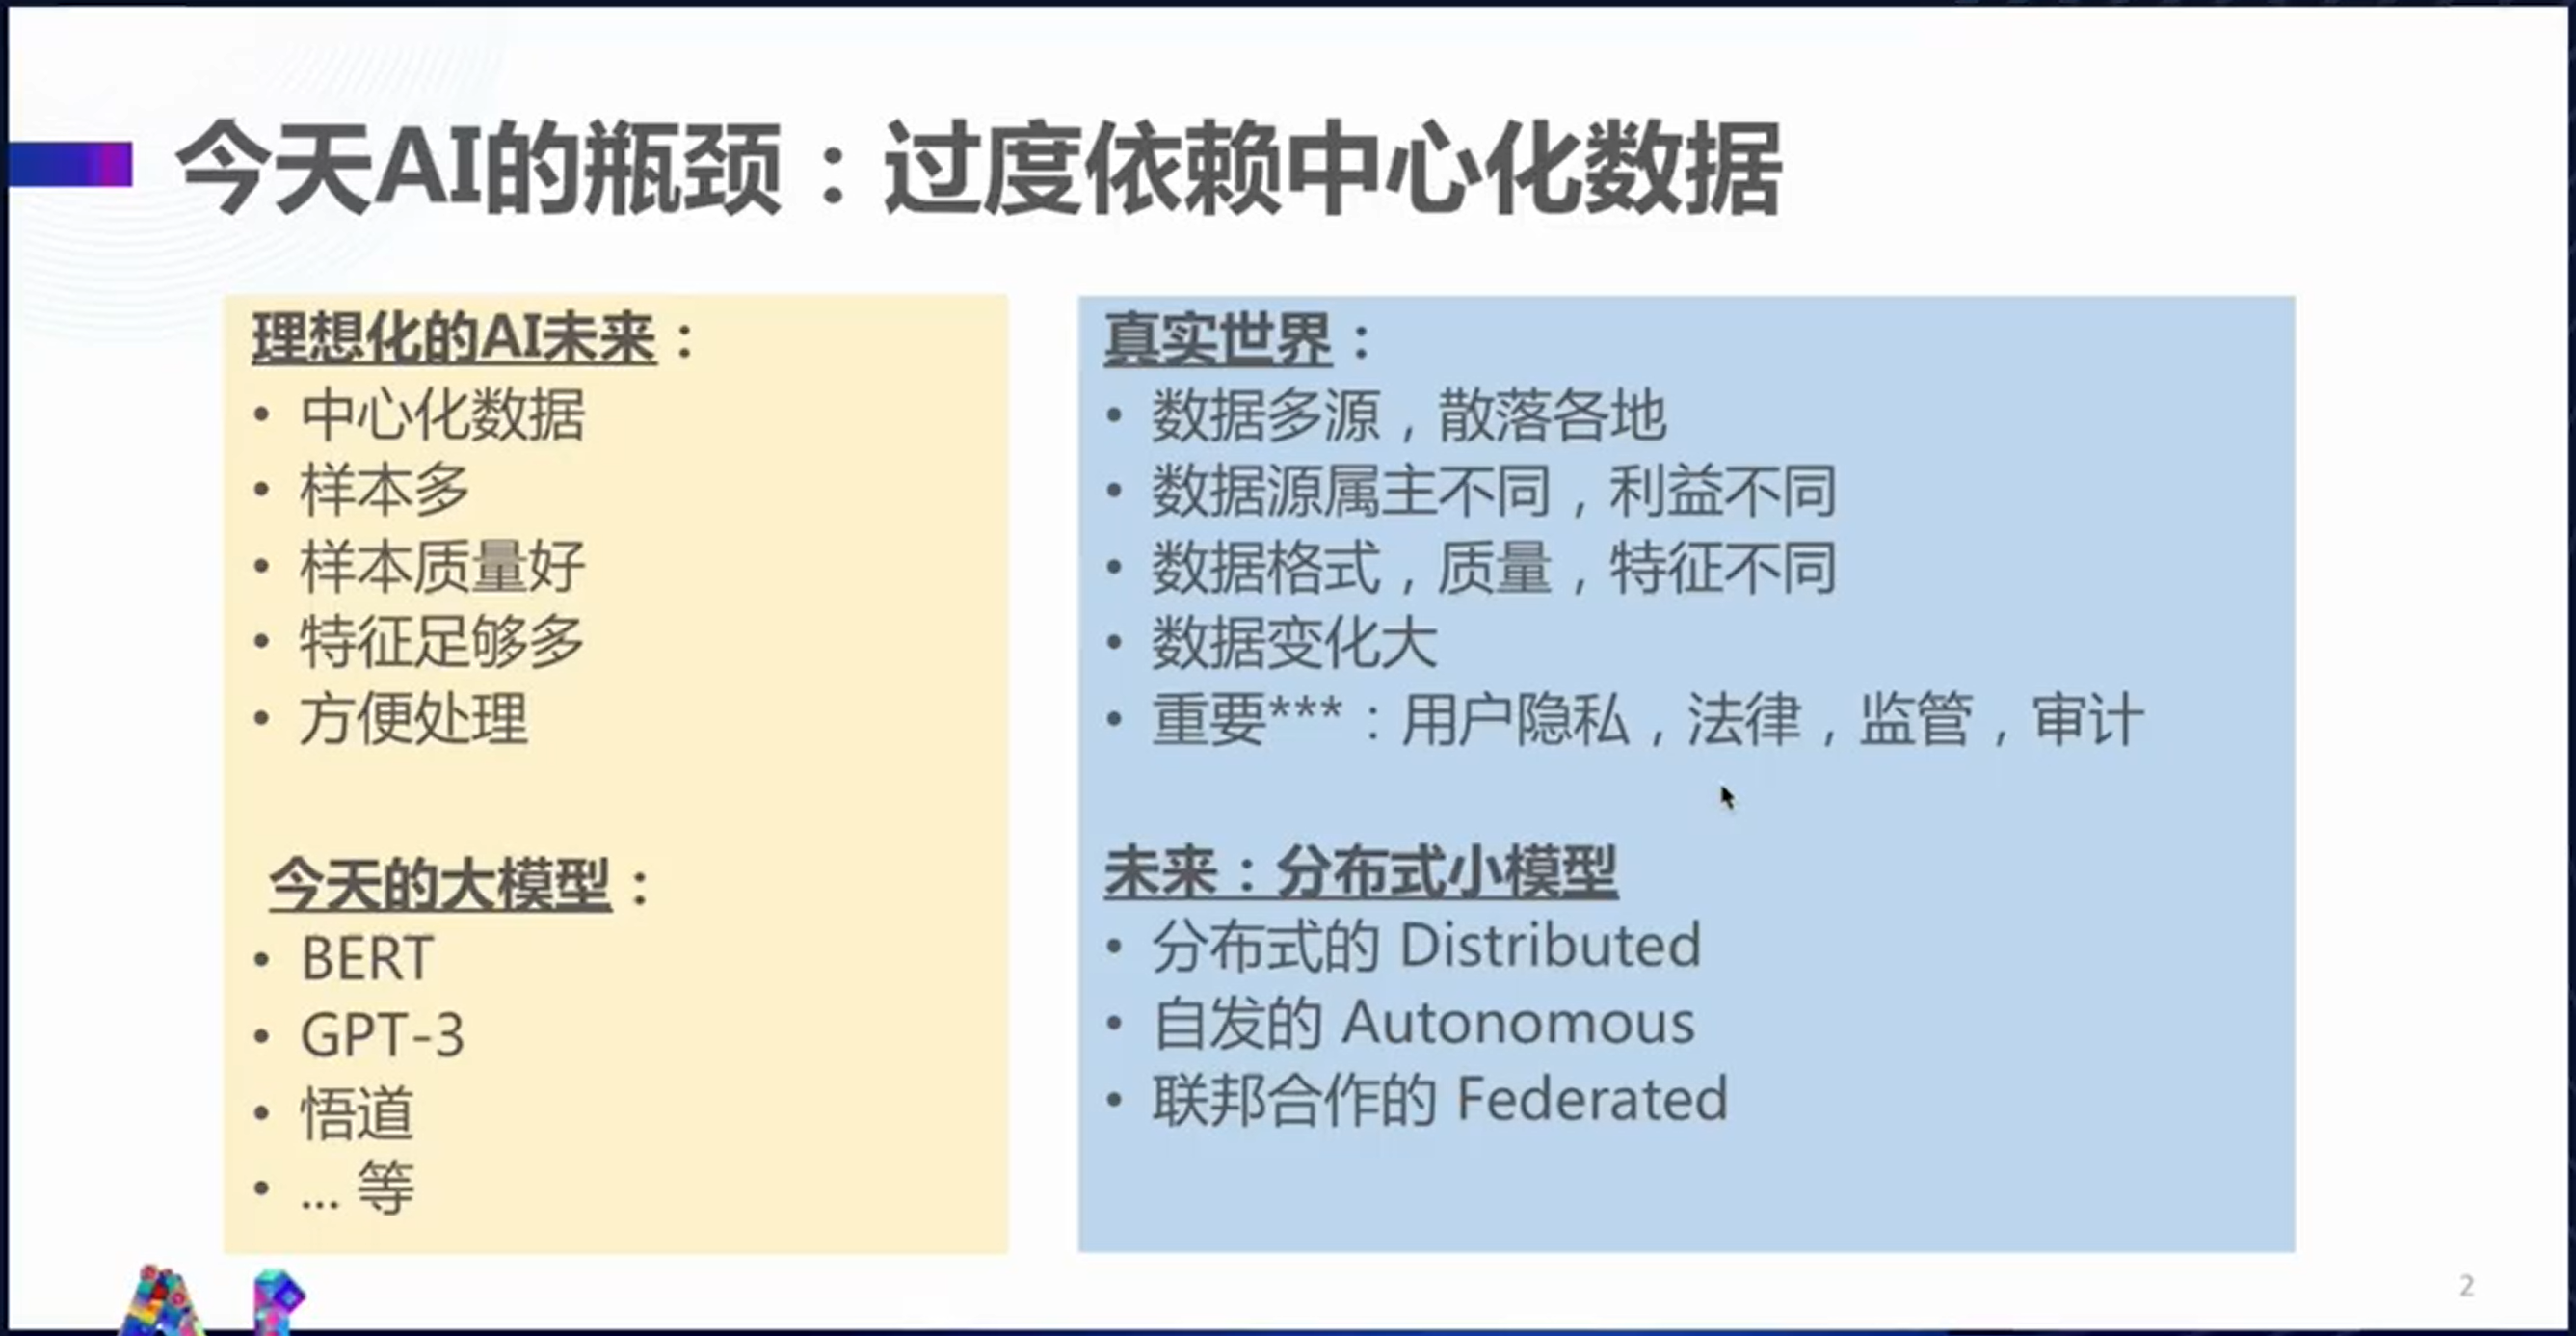 今天AI的瓶颈：过度依赖中心化数据
理想化的AI未来：
• 中心化数据
• 样本多
• 样本质量好
• 特征足够多
• 方便处理
今天的大模型：
• BERT
• GPT-3
• 悟道
• ... 等
真实世界：
• 数据多源，散落各地
• 数据源属主不同，利益不同
• 数据格式，质量，特征不同
• 数据变化大
• 重要***：用户隐私，法律，监管，审计
未来：分布式小模型
• 分布式的 Distributed
• 自发的 Autonomous
• 联邦合作的 Federated
2